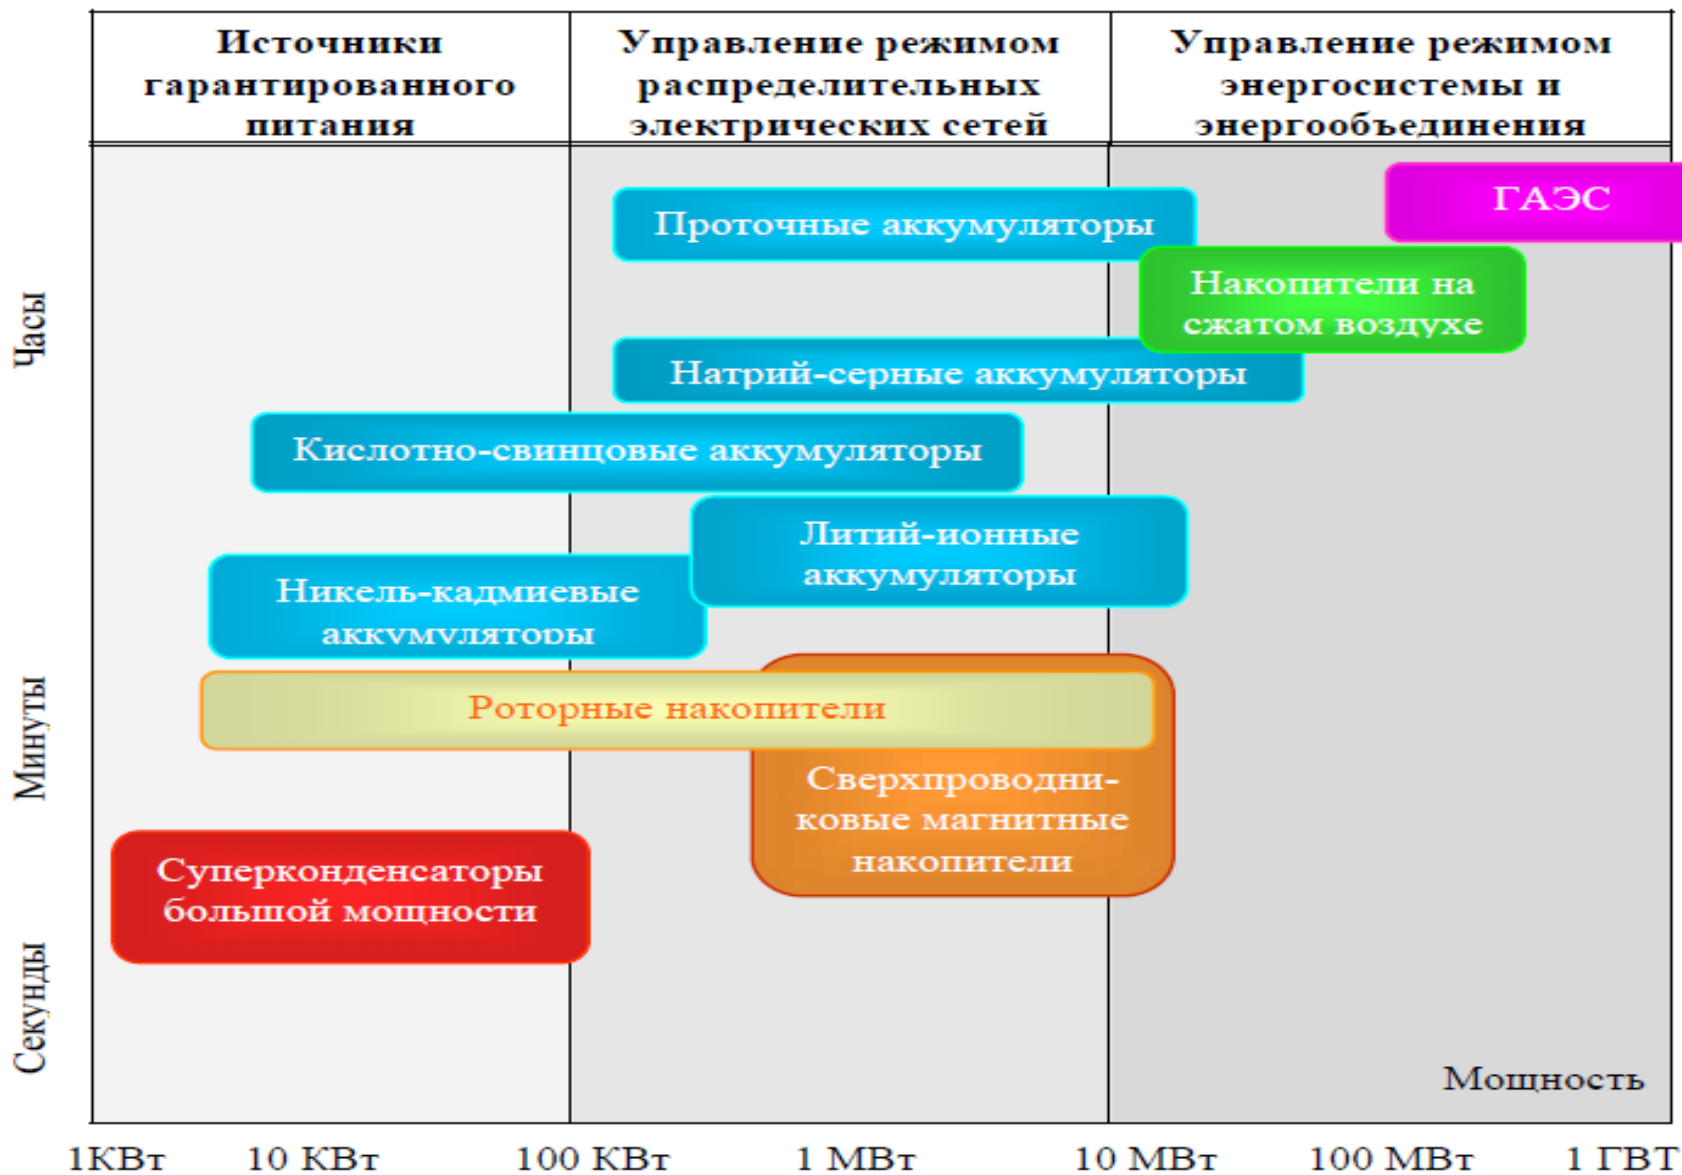 Источники
гарантированного
питания
Управление режимом
распределительных
электрических сетей
Управление режимом
энергосистемы и
энергообъединения
ГАЭС
Проточные аккумуляторы
Накопители на
сжатом воздухе
Натрий-серные аккумуляторы
Кислотно-свинцовые аккумуляторы
Литий-ионные
аккумуляторы
Никель-кадмиевые
аккумуляторы
Роторные накопители
Сверхпроводни-
ковые магнитные
накопители
Суперконденсаторы
большой мощности
Часы
Минуты
Секунды
Мощность
1КВт 10 КВт 100 КВт 1 МВт 10 МВт 100 МВт 1 ГВТ